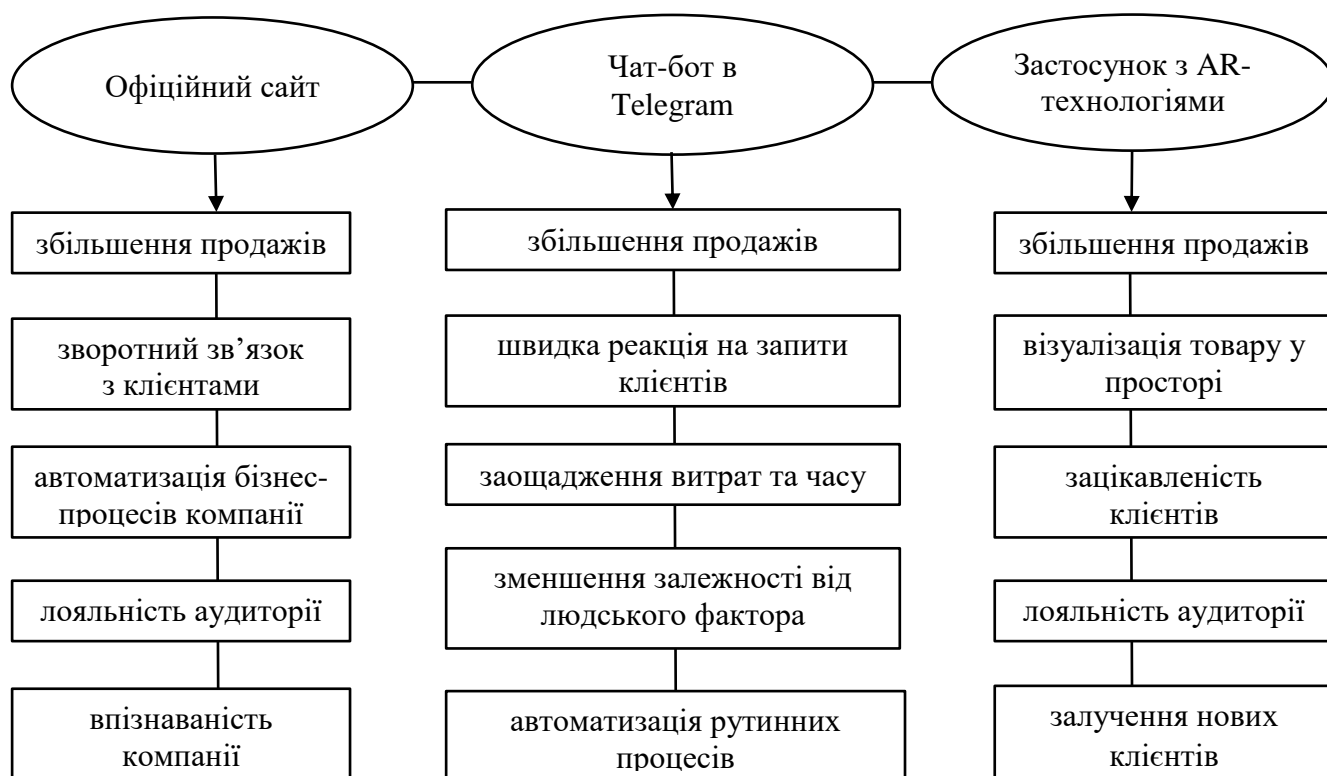 Офіційний сайт
Чат-бот в
Telegram
Застосунок з AR-
технологіями
збільшення продажів
зворотний зв’язок
з клієнтами
автоматизація бізнес-
процесів компанії
лояльність аудиторії
впізнаваність
компанії
збільшення продажів
швидка реакція на запити
клієнтів
заощадження витрат та часу
зменшення залежності від
людського фактора
автоматизація рутинних
процесів
збільшення продажів
візуалізація товару у
просторі
зацікавленість
клієнтів
лояльність аудиторії
залучення нових
клієнтів